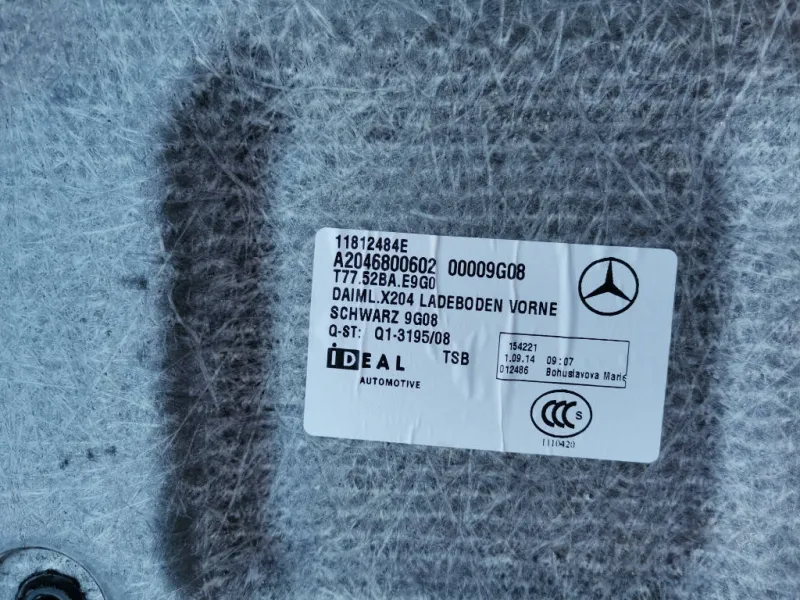 11812484E
A2046800602 00009G08
T77.52BA.E9G0
DAIML.X204 LADEBODEN VORNE
SCHWARZ 9G08
Q-ST: Q1-3195/08
iDEAL TSB
AUTOMOTIVE
154221
1.09.14 09:07
012486 Bohuslavova Marie
CCC S
1110420